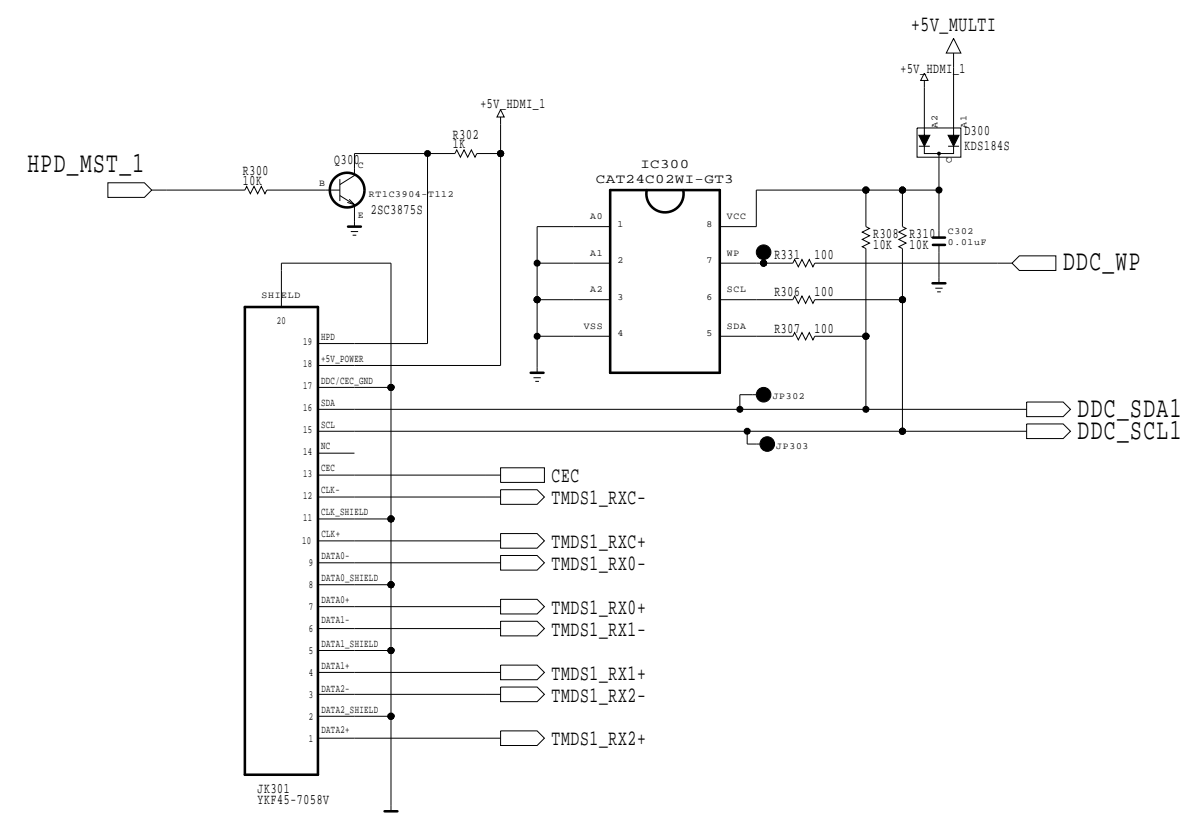 +5V_MULTI
+5V_HDMI_1
A2
A1
D300
KDS184S
C
+5V_HDMI_1
R302
1K
HPD_MST_1
R300
10K
Q300
C
B
E
RT1C3904-T112
2SC3875S
IC300
CAT24C02WI-GT3
A0
1
8
VCC
A1
2
7
WP
R331 100
DDC_WP
A2
3
6
SCL
R306 100
VSS
4
5
SDA
R307 100
R308
10K
R310
10K
C302
0.01uF
SHIELD
20
19
HPD
18
+5V_POWER
17
DDC/CEC_GND
16
SDA
JP302
DDC_SDA1
15
SCL
JP303
DDC_SCL1
14
NC
13
CEC
CEC
12
CLK-
TMDS1_RXC-
11
CLK_SHIELD
10
CLK+
TMDS1_RXC+
9
DATA0-
TMDS1_RX0-
8
DATA0_SHIELD
7
DATA0+
TMDS1_RX0+
6
DATA1-
TMDS1_RX1-
5
DATA1_SHIELD
4
DATA1+
TMDS1_RX1+
3
DATA2-
TMDS1_RX2-
2
DATA2_SHIELD
1
DATA2+
TMDS1_RX2+
JK301
YKF45-7058V